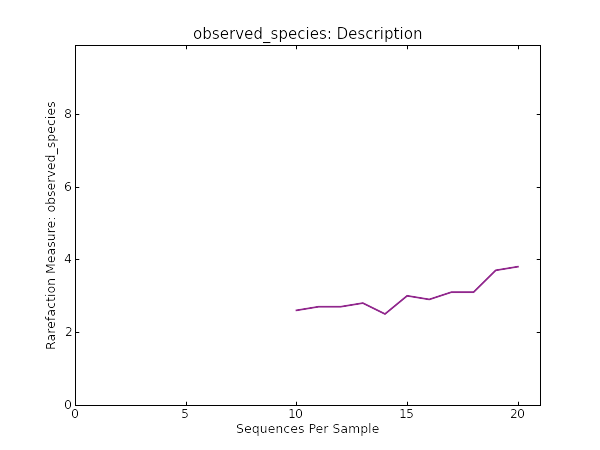 observed_species: Description
Rarefaction Measure: observed_species
8
6
4
2
0
0 5 10 15 20
Sequences Per Sample